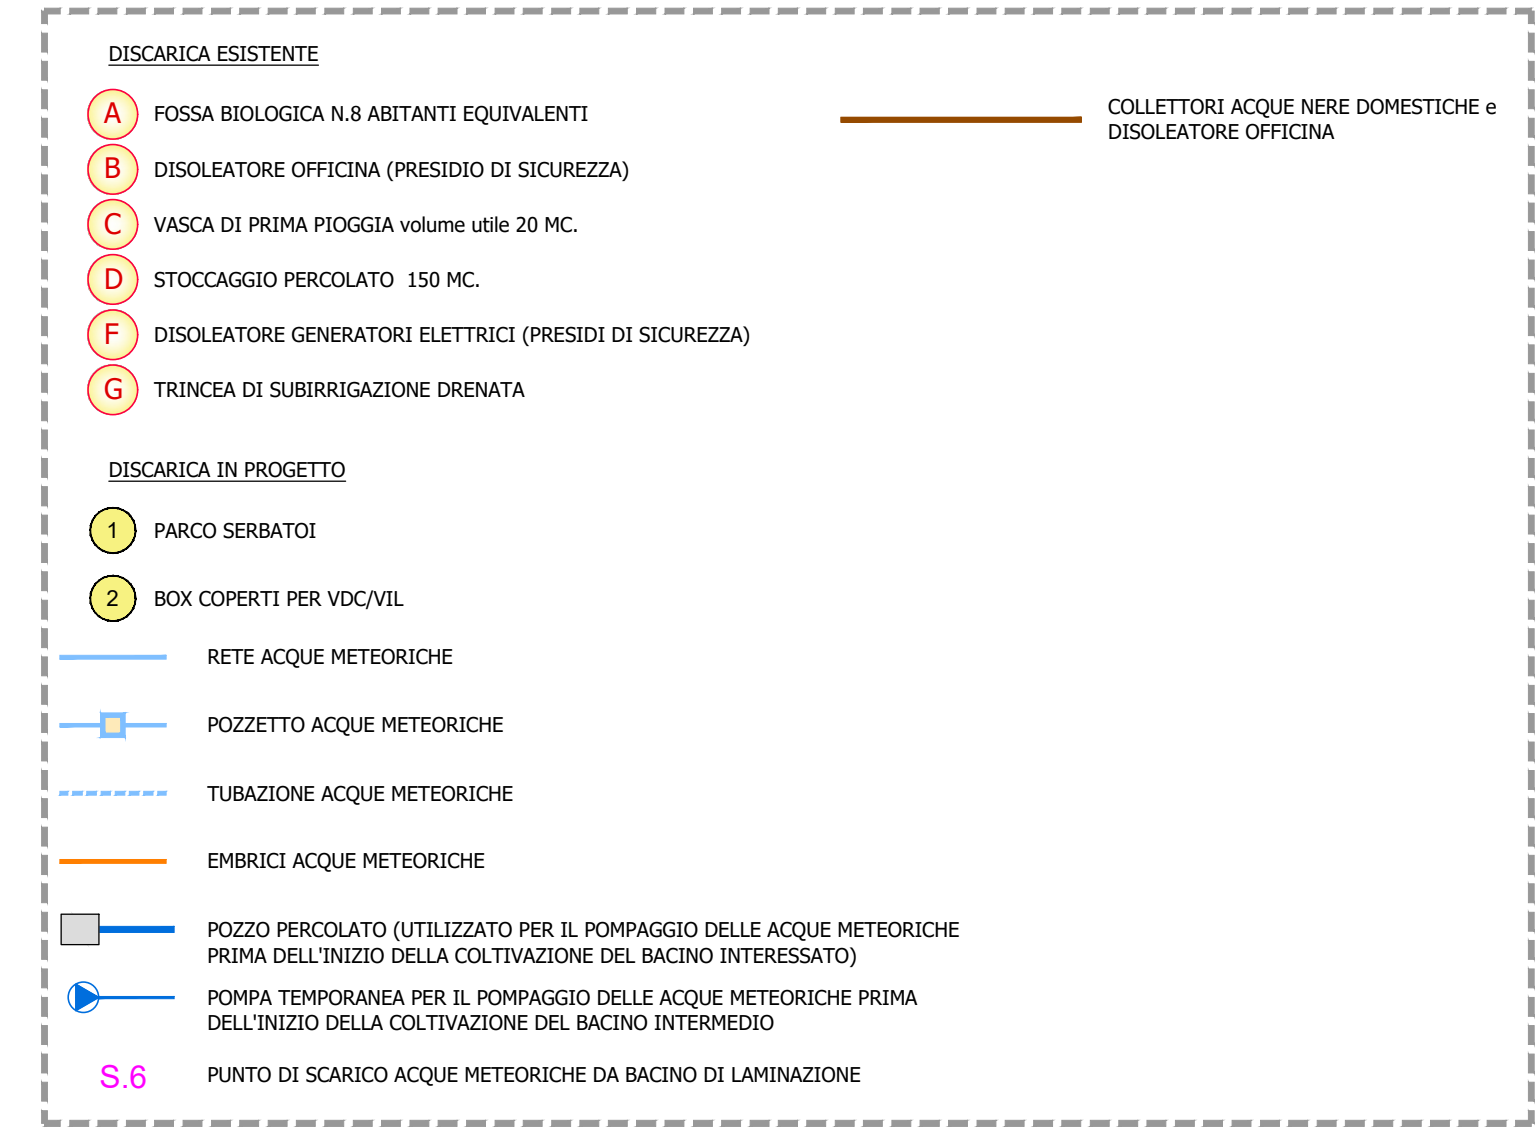 DISCARICA ESISTENTE
A FOSSA BIOLOGICA N.8 ABITANTI EQUIVALENTI
B DISOLEATORE OFFICINA (PRESIDIO DI SICUREZZA)
C VASCA DI PRIMA PIOGGIA volume utile 20 MC.
D STOCCAGGIO PERCOLATO 150 MC.
F DISOLEATORE GENERATORI ELETTRICI (PRESIDI DI SICUREZZA)
G TRINCEA DI SUBIRRIGAZIONE DRENATA
COLLETTORI ACQUE NERE DOMESTICHE e
DISOLEATORE OFFICINA
DISCARICA IN PROGETTO
1 PARCO SERBATOI
2 BOX COPERTI PER VDC/VIL
RETE ACQUE METEORICHE
POZZETTO ACQUE METEORICHE
TUBAZIONE ACQUE METEORICHE
EMBRICI ACQUE METEORICHE
POZZO PERCOLATO (UTILIZZATO PER IL POMPAGGIO DELLE ACQUE METEORICHE
PRIMA DELL'INIZIO DELLA COLTIVAZIONE DEL BACINO INTERESSATO)
POMPA TEMPORANEA PER IL POMPAGGIO DELLE ACQUE METEORICHE PRIMA
DELL'INIZIO DELLA COLTIVAZIONE DEL BACINO INTERMEDIO
S.6 PUNTO DI SCARICO ACQUE METEORICHE DA BACINO DI LAMINAZIONE